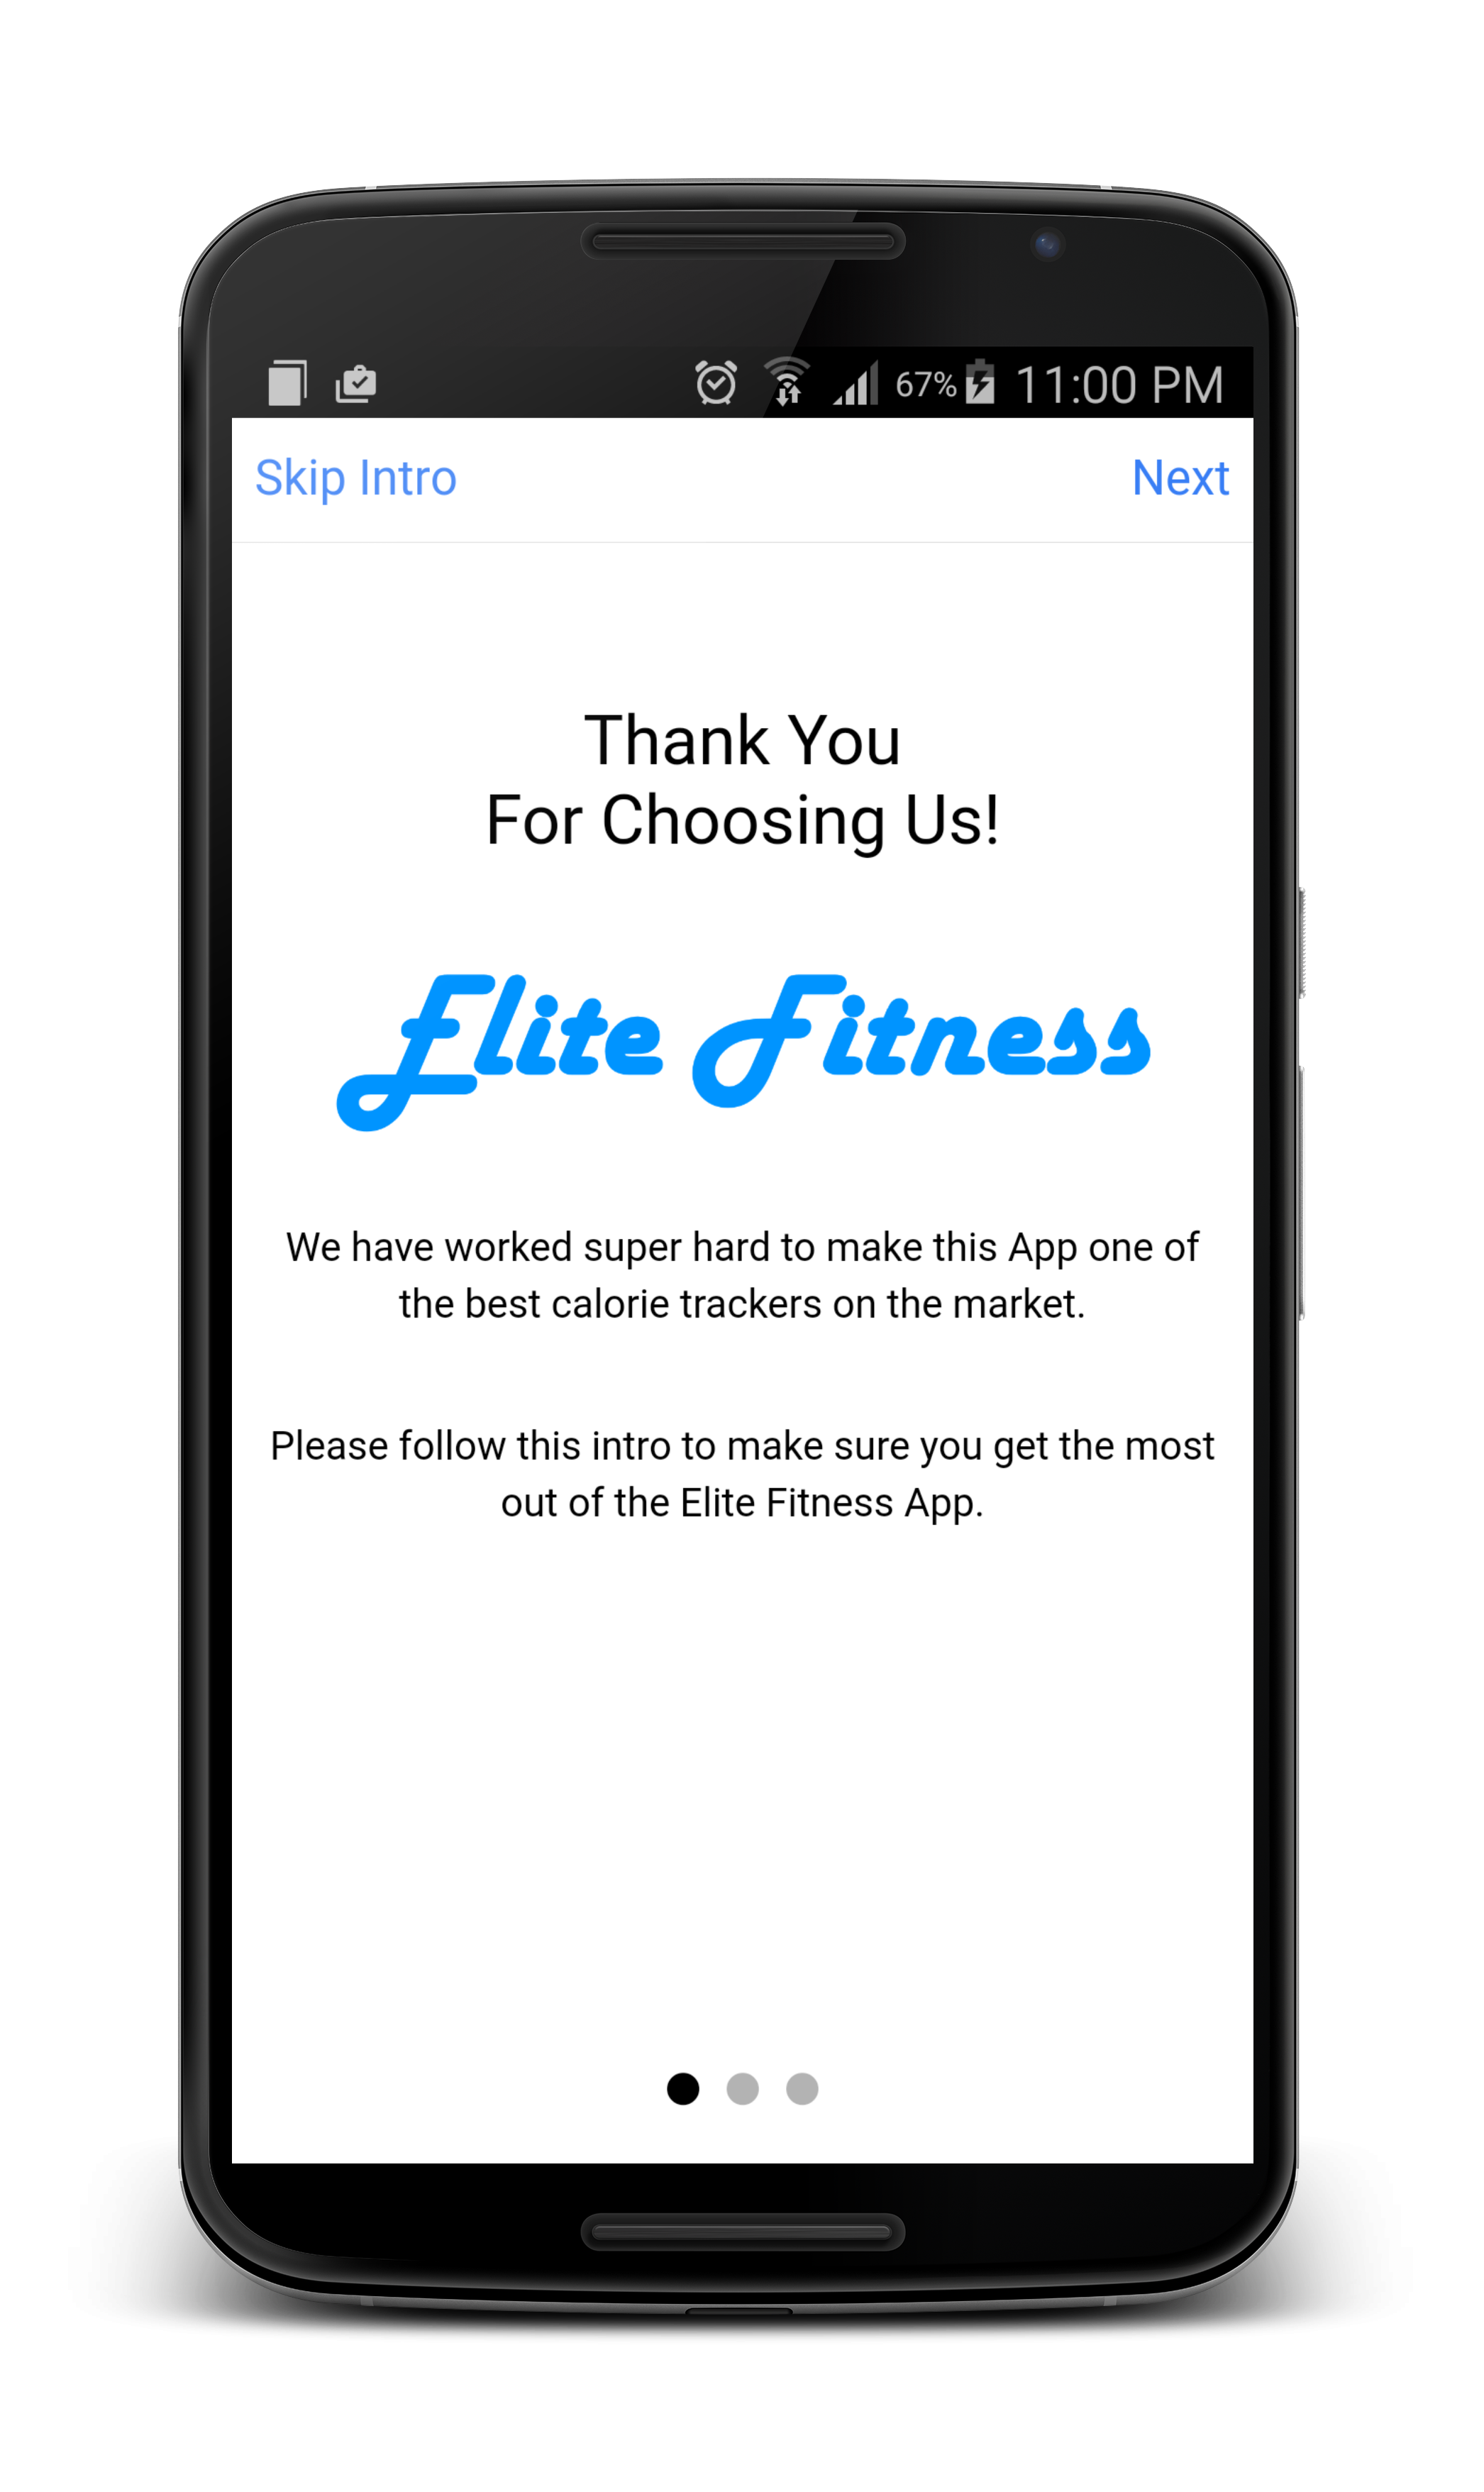 67% 11:00 PM
Skip Intro Next
Thank You
For Choosing Us!
Elite Fitness
We have worked super hard to make this App one of
the best calorie trackers on the market.
Please follow this intro to make sure you get the most
out of the Elite Fitness App.